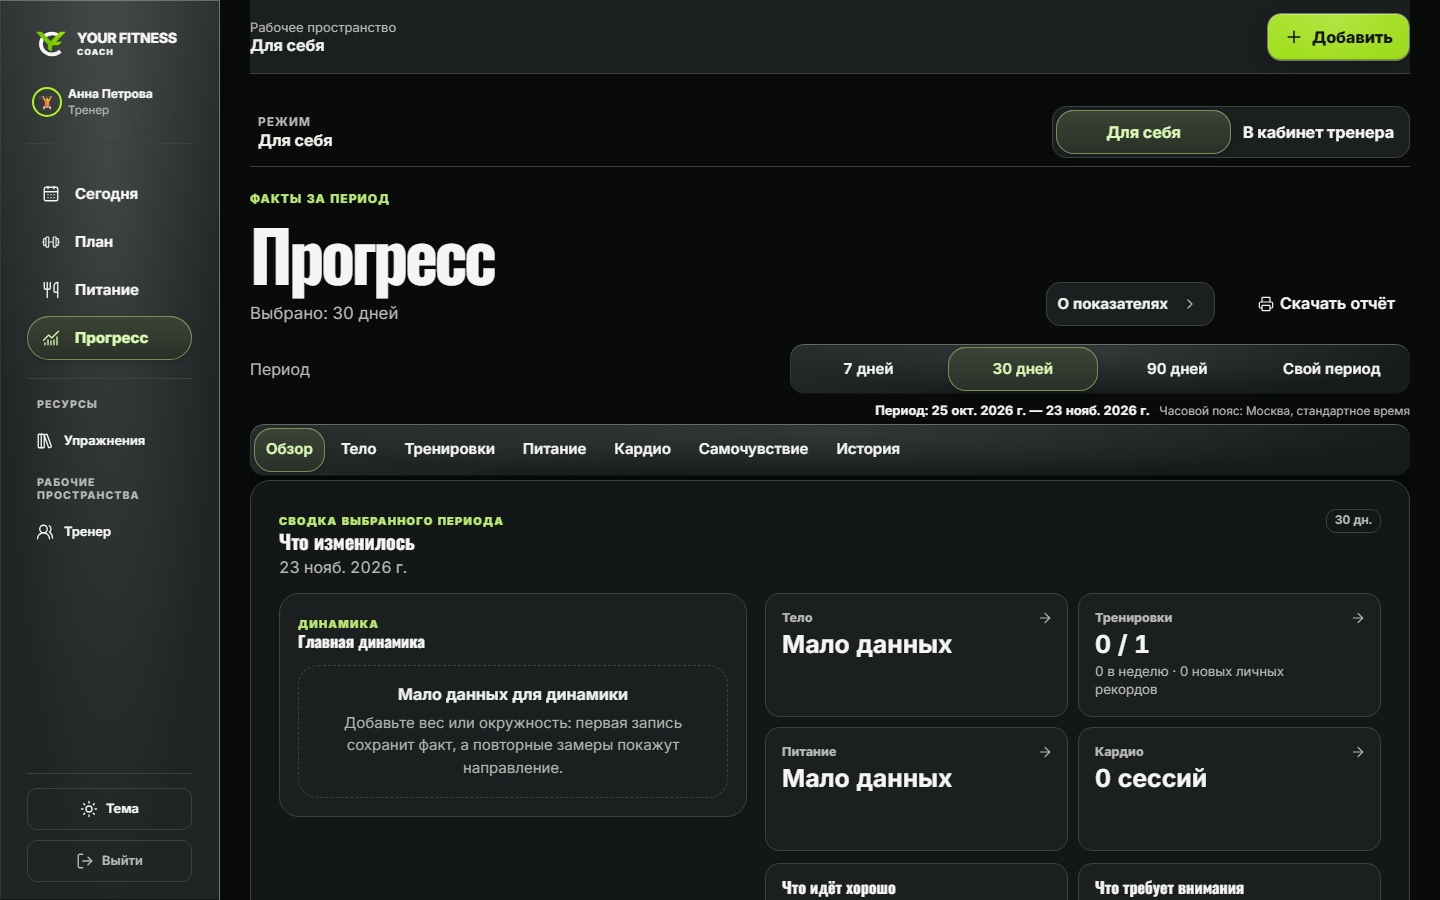 YOUR FITNESS
COACH
Анна Петрова
Тренер
Сегодня
План
Питание
Прогресс
РЕСУРСЫ
Упражнения
РАБОЧИЕ
ПРОСТРАНСТВА
Тренер
Тема
Выйти
Рабочее пространство
Для себя
Добавить
РЕЖИМ
Для себя
Для себя
В кабинет тренера
ФАКТЫ ЗА ПЕРИОД
Прогресс
Выбрано: 30 дней
О показателях
Скачать отчёт
Период
7 дней
30 дней
90 дней
Свой период
Период: 25 окт. 2026 г. — 23 нояб. 2026 г. Часовой пояс: Москва, стандартное время
Обзор
Тело
Тренировки
Питание
Кардио
Самочувствие
История
СВОДКА ВЫБРАННОГО ПЕРИОДА
Что изменилось
23 нояб. 2026 г.
30 дн.
ДИНАМИКА
Главная динамика
Мало данных для динамики
Добавьте вес или окружность: первая запись
сохранит факт, а повторные замеры покажут
направление.
Тело
Мало данных
Тренировки
0 / 1
0 в неделю · 0 новых личных
рекордов
Питание
Мало данных
Кардио
0 сессий
Что идёт хорошо
Что требует внимания